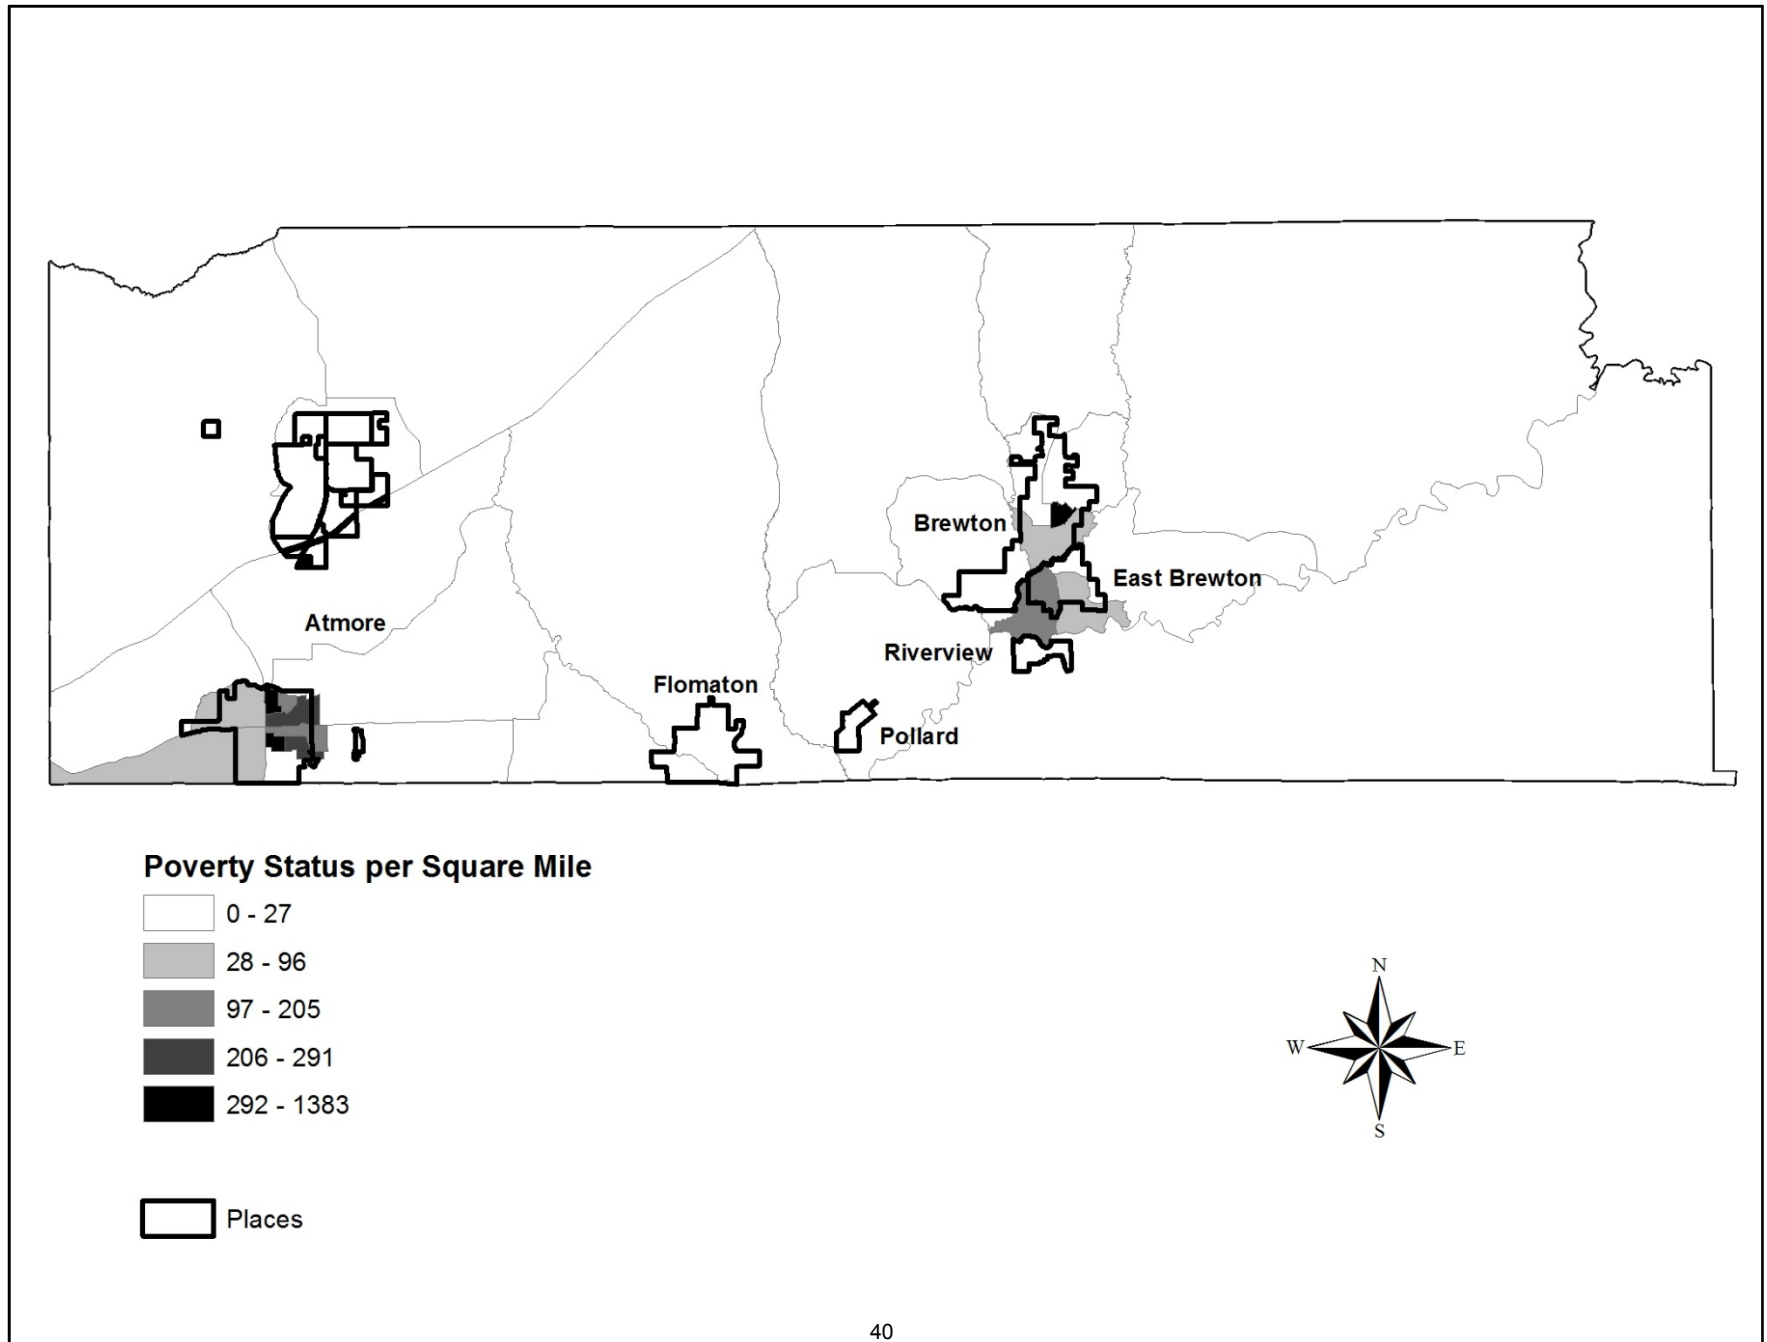 Brewton
East Brewton
Atmore
Riverview
Flomaton
Pollard
Poverty Status per Square Mile
0 - 27
28 - 96
97 - 205
206 - 291
292 - 1383
Places
N
W E
S
40